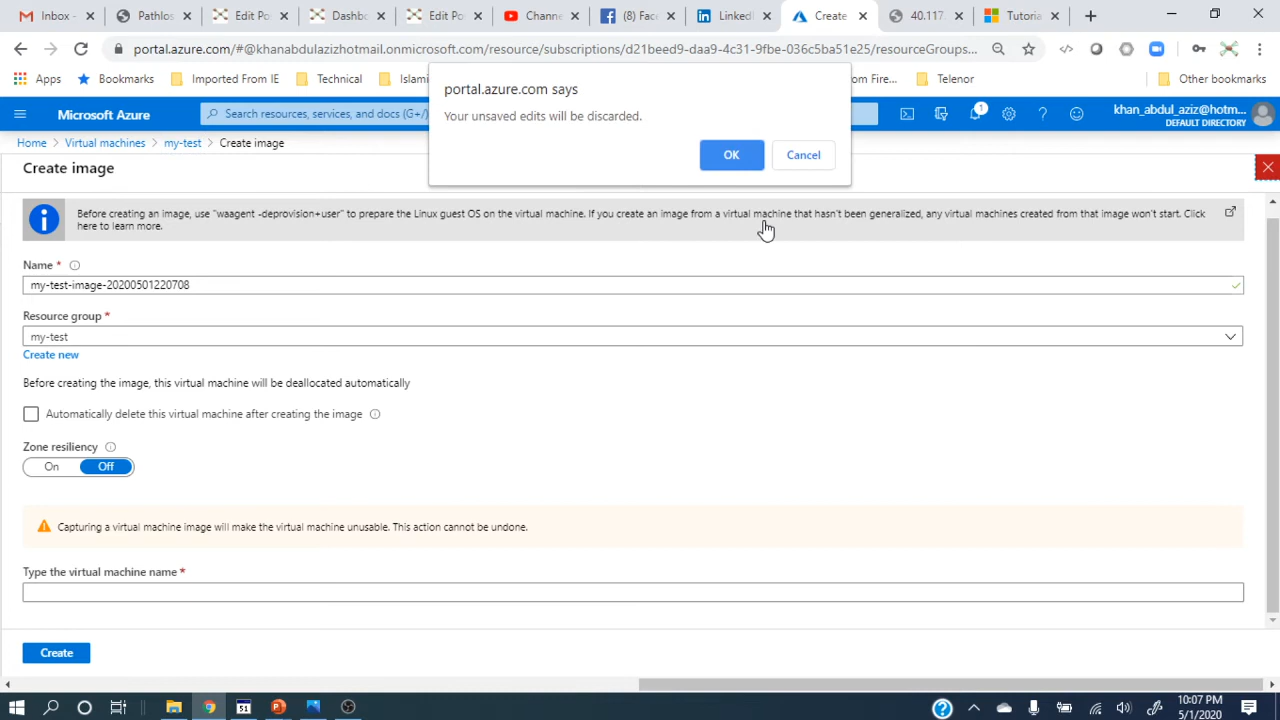 Inbox -
Pathlos
Edit Po
Dashb
Edit Po
Channe
(8) Fac
LinkedI
Create
40.117
Tutoria
portal.azure.com/#@khanabdulazizhotmail.onmicrosoft.com/resource/subscriptions/d21beed9-daa9-4c31-9fbe-036c5ba51e25/resourceGroups...
Apps
Bookmarks
Imported From IE
Technical
Islami
om Fire...
Telenor
Other bookmarks
portal.azure.com says
Your unsaved edits will be discarded.
OK
Cancel
Microsoft Azure
Search resources, services, and docs (G+/)
1
khan_abdul_aziz@hotm...
DEFAULT DIRECTORY
Home > Virtual machines > my-test > Create image
Create image
Before creating an image, use "waagent -deprovision+user" to prepare the Linux guest OS on the virtual machine. If you create an image from a virtual machine that hasn't been generalized, any virtual machines created from that image won't start. Click
here to learn more.
Name *
my-test-image-20200501220708
Resource group *
my-test
Create new
Before creating the image, this virtual machine will be deallocated automatically
Automatically delete this virtual machine after creating the image
Zone resiliency
On
Off
Capturing a virtual machine image will make the virtual machine unusable. This action cannot be undone.
Type the virtual machine name *
Create
31
10:07 PM
5/1/2020